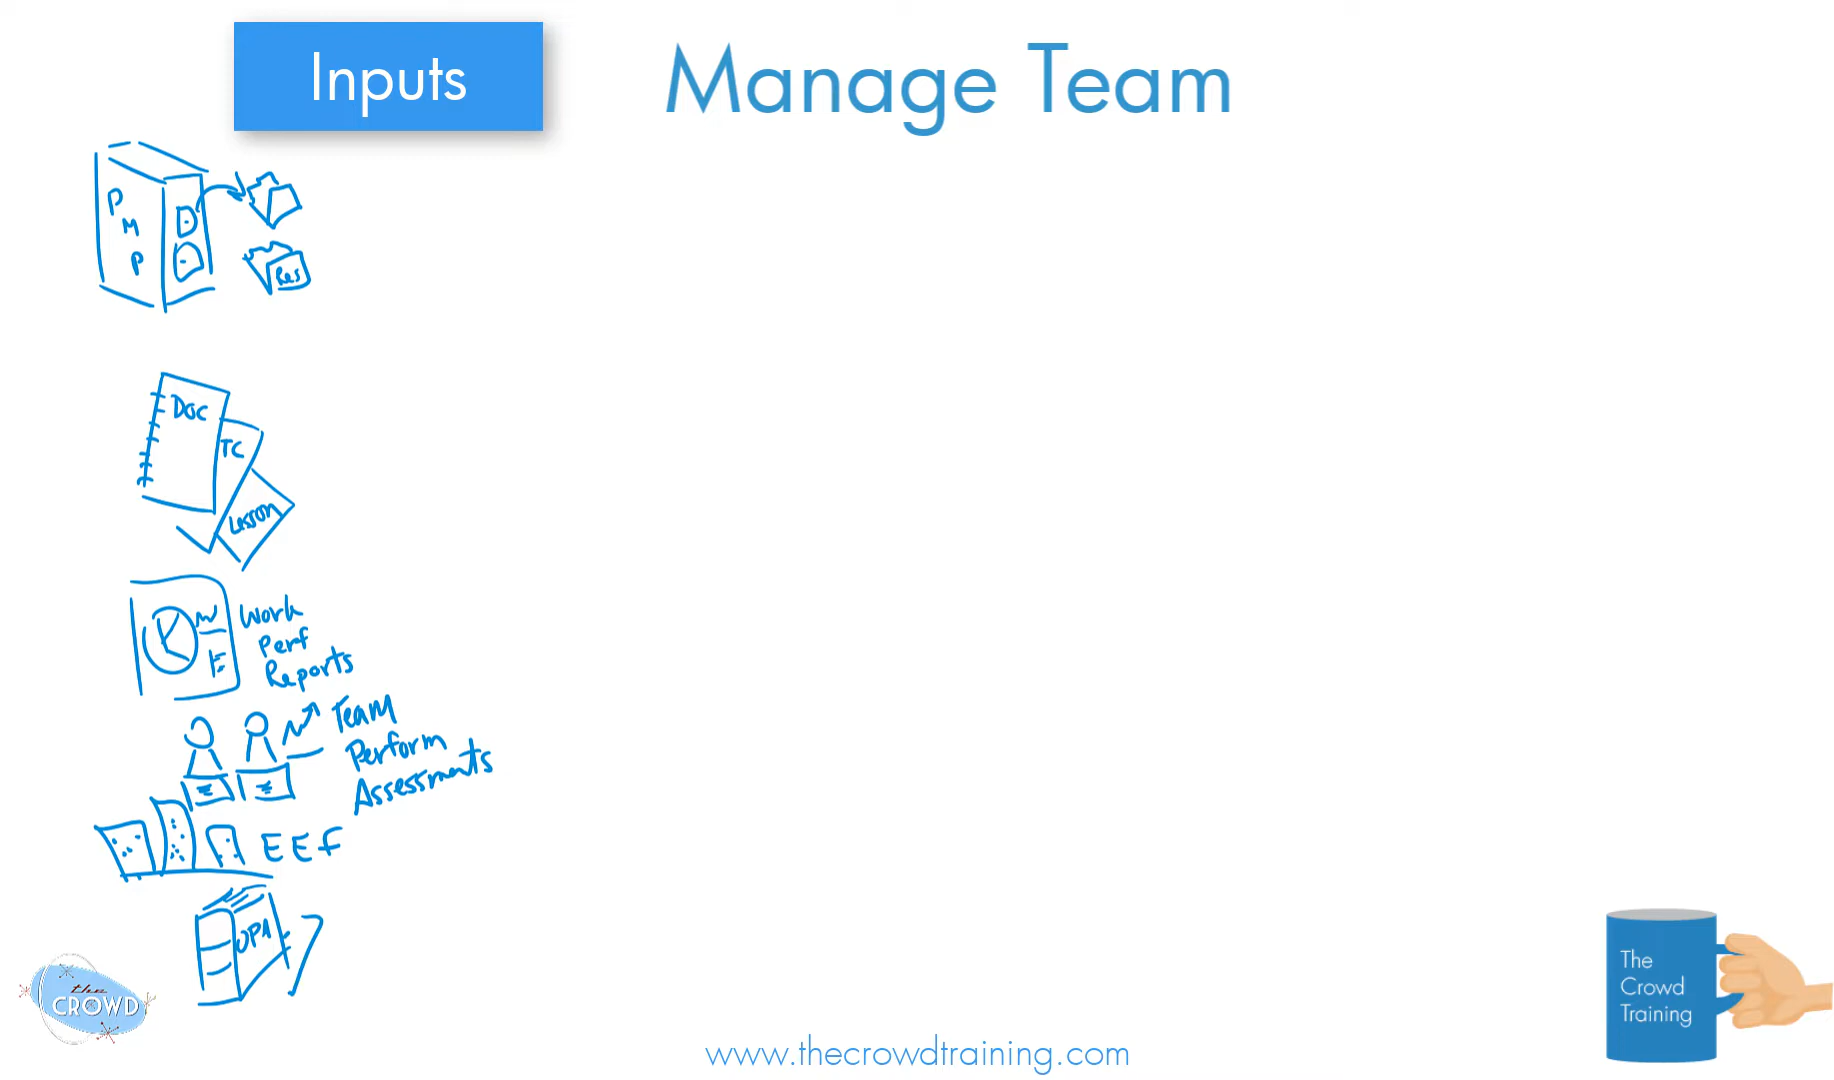 Inputs
Manage Team
P
M
P
Res
DOC
TC
Lesson
Work
Perf
Reports
Team
Perform
Assessments
EEF
OPA
the
CROWD
The
Crowd
Training
www.thecrowdtraining.com